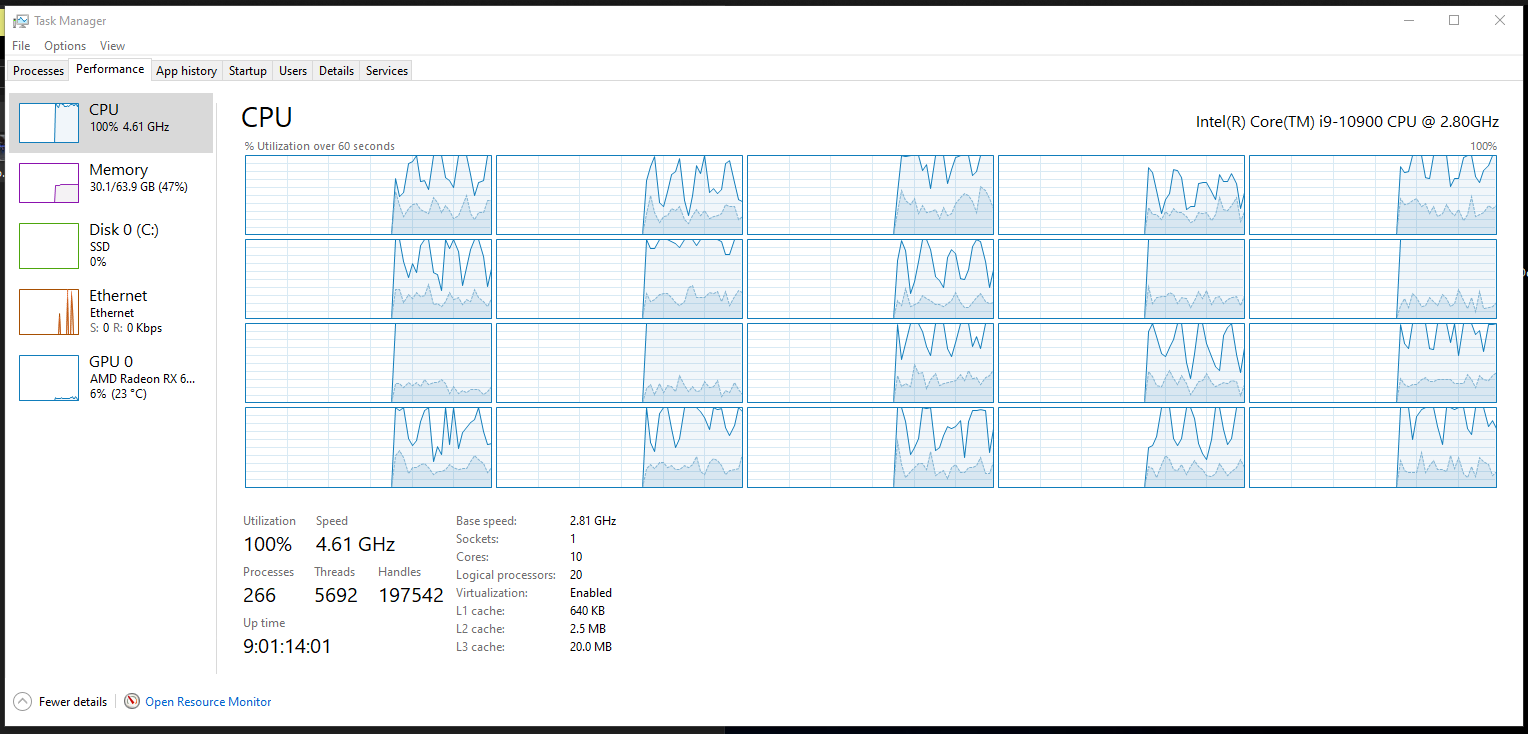 Task Manager
File Options View
Processes Performance App history Startup Users Details Services
CPU
100% 4.61 GHz
Memory
30.1/63.9 GB (47%)
Disk 0 (C:)
SSD
0%
Ethernet
Ethernet
S: 0 R: 0 Kbps
GPU 0
AMD Radeon RX 6...
6% (23 °C)
CPU
Intel(R) Core(TM) i9-10900 CPU @ 2.80GHz
% Utilization over 60 seconds
100%
Utilization Speed
100% 4.61 GHz
Processes Threads Handles
266 5692 197542
Up time
9:01:14:01
Base speed: 2.81 GHz
Sockets: 1
Cores: 10
Logical processors: 20
Virtualization: Enabled
L1 cache: 640 KB
L2 cache: 2.5 MB
L3 cache: 20.0 MB
Fewer details Open Resource Monitor